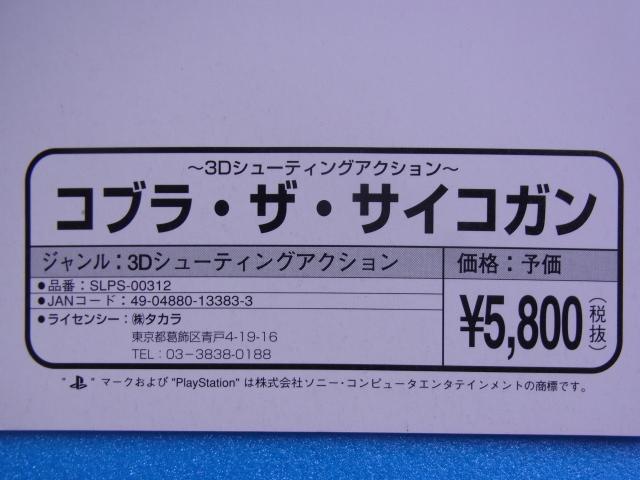 ～3Dシューティングアクション～
コブラ・ザ・サイコガン
ジャンル：3Dシューティングアクション
価格：予価
●品番：SLPS-00312
●JANコード：49-04880-13383-3
●ライセンシー：㈱タカラ
東京都葛飾区青戸4-19-16
TEL：03-3838-0188
¥5,800（税抜）
"PS" マークおよび"PlayStation" は株式会社ソニー・コンピュータエンタテインメントの商標です。